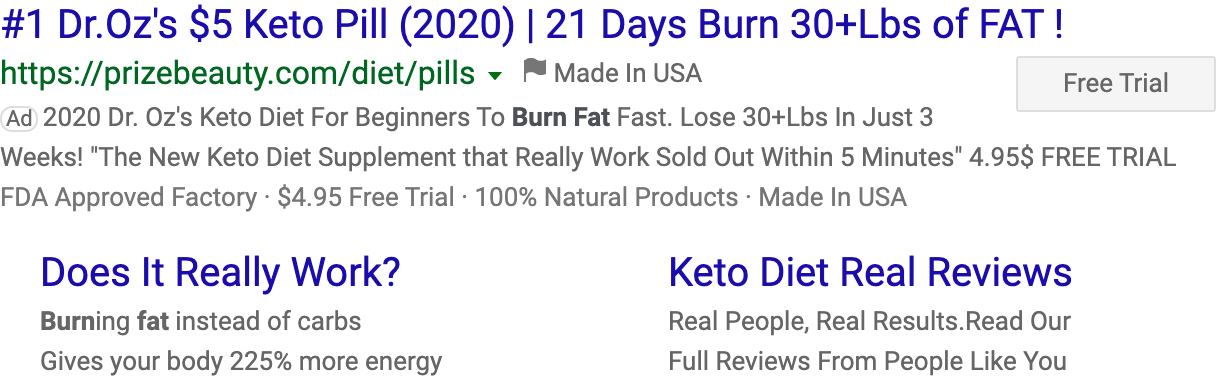 #1 Dr.Oz's $5 Keto Pill (2020) | 21 Days Burn 30+Lbs of FAT !
https://prizebeauty.com/diet/pills Made In USA
Free Trial
Ad 2020 Dr. Oz's Keto Diet For Beginners To Burn Fat Fast. Lose 30+Lbs In Just 3
Weeks! "The New Keto Diet Supplement that Really Work Sold Out Within 5 Minutes" 4.95$ FREE TRIAL
FDA Approved Factory · $4.95 Free Trial · 100% Natural Products · Made In USA
Does It Really Work?
Burning fat instead of carbs
Gives your body 225% more energy
Keto Diet Real Reviews
Real People, Real Results.Read Our
Full Reviews From People Like You